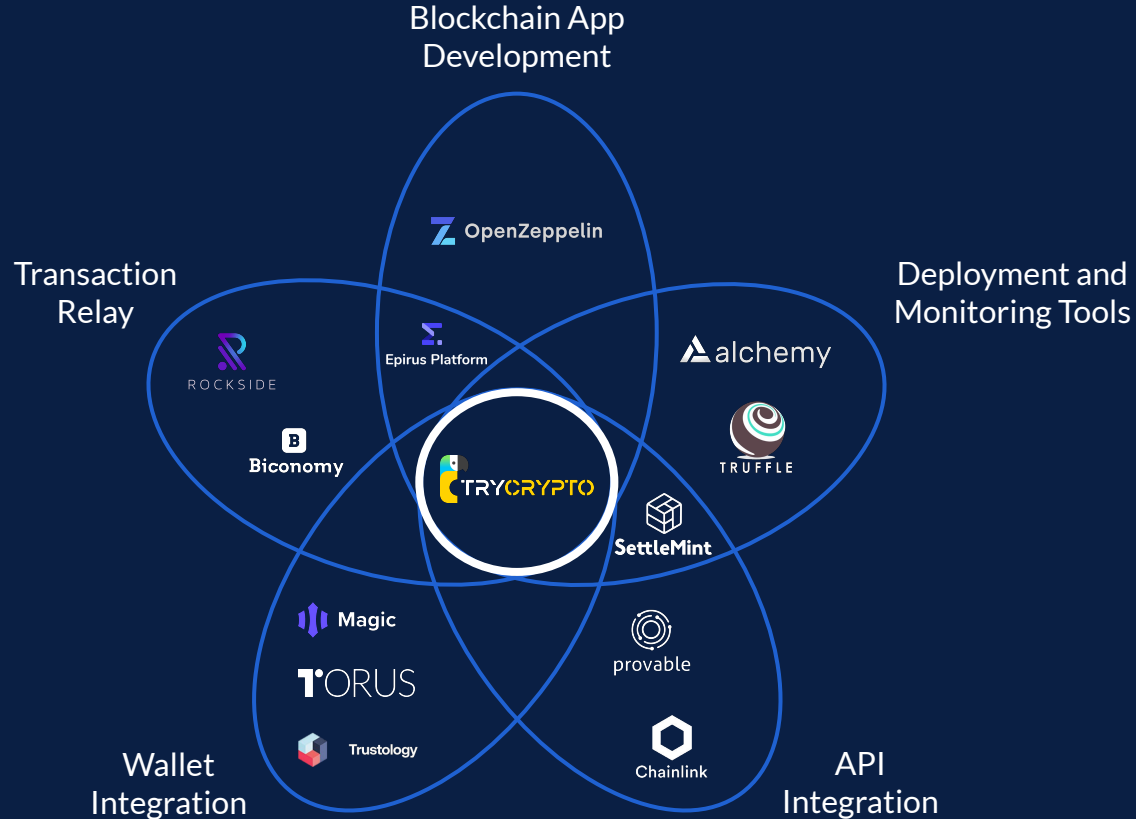 Blockchain App
Development
OpenZeppelin
Transaction
Relay
Deployment and
Monitoring Tools
Epirus Platform
alchemy
ROCKSIDE
B
Biconomy
TRUFFLE
TRYCRYPTO
SettleMint
Magic
provable
TORUS
Trustology
Chainlink
Wallet
Integration
API
Integration